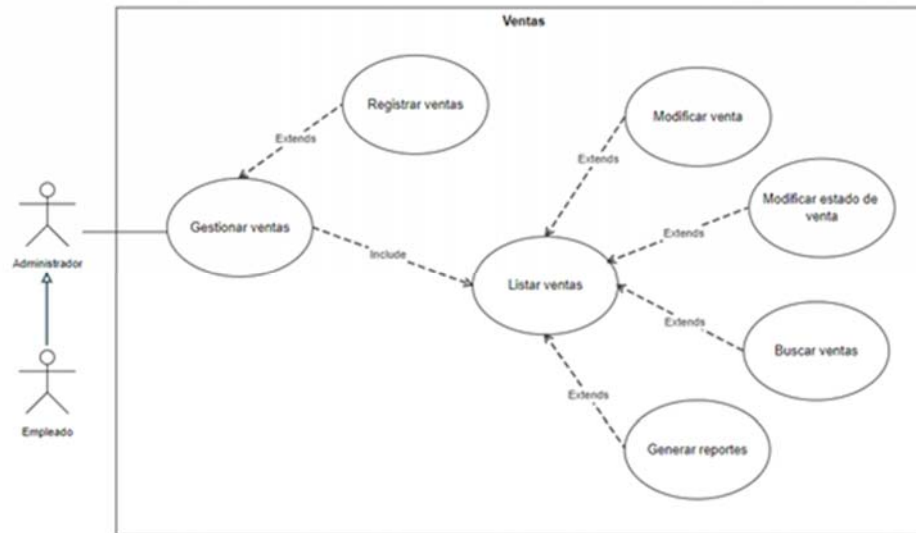 Ventas
Registrar ventas
Modificar venta
Extends
Extends
Modificar estado de
venta
Gestionar ventas
Extends
Include
Administrador
Listar ventas
Extends
Buscar ventas
Extends
Empleado
Generar reportes